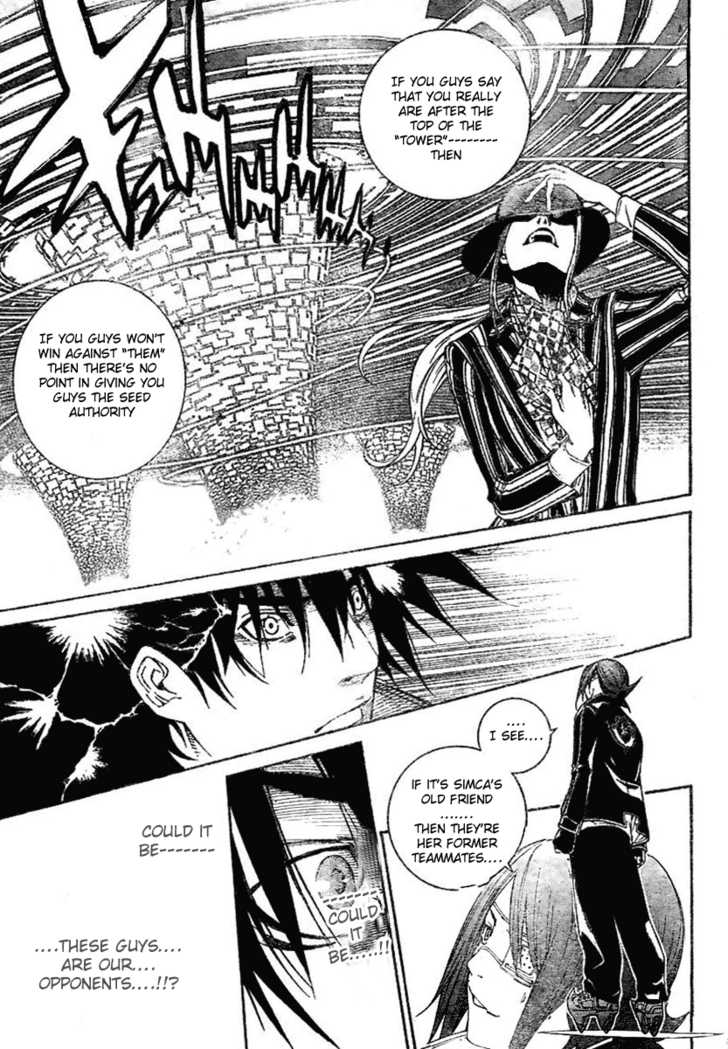 IF YOU GUYS SAY
THAT YOU REALLY
ARE AFTER THE
TOP OF THE
"TOWER"--------
THEN
IF YOU GUYS WON'T
WIN AGAINST "THEM"
THEN THERE'S NO
POINT IN GIVING YOU
GUYS THE SEED
AUTHORITY
....
I SEE....
IF IT'S SIMCA'S
OLD FRIEND
.......
THEN THEY'RE
HER FORMER
TEAMMATES....
COULD IT
BE-------
COULD
IT
BE.....!!
....THESE GUYS....
ARE OUR....
OPPONENTS....!!?